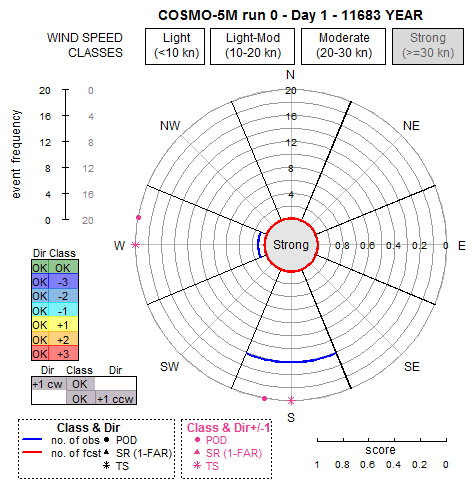 COSMO-5M run 0 - Day 1 - 11683 YEAR
WIND SPEED CLASSES
Light (<10 kn)
Light-Mod (10-20 kn)
Moderate (20-30 kn)
Strong (>=30 kn)
N
NE
E
SE
S
SW
W
NW
20
16
12
8
4
Strong
0.8 0.6 0.4 0.2 0
event frequency
20 0
16 4
12 8
8 12
4 16
0 20
Dir Class
OK OK
OK -3
OK -2
OK -1
OK +1
OK +2
OK +3
Dir Class Dir
+1 cw OK
OK +1 ccw
Class & Dir
no. of obs POD
no. of fcst SR (1-FAR)
TS
Class & Dir+/-1
POD
SR (1-FAR)
TS
score
1 0.8 0.6 0.4 0.2 0